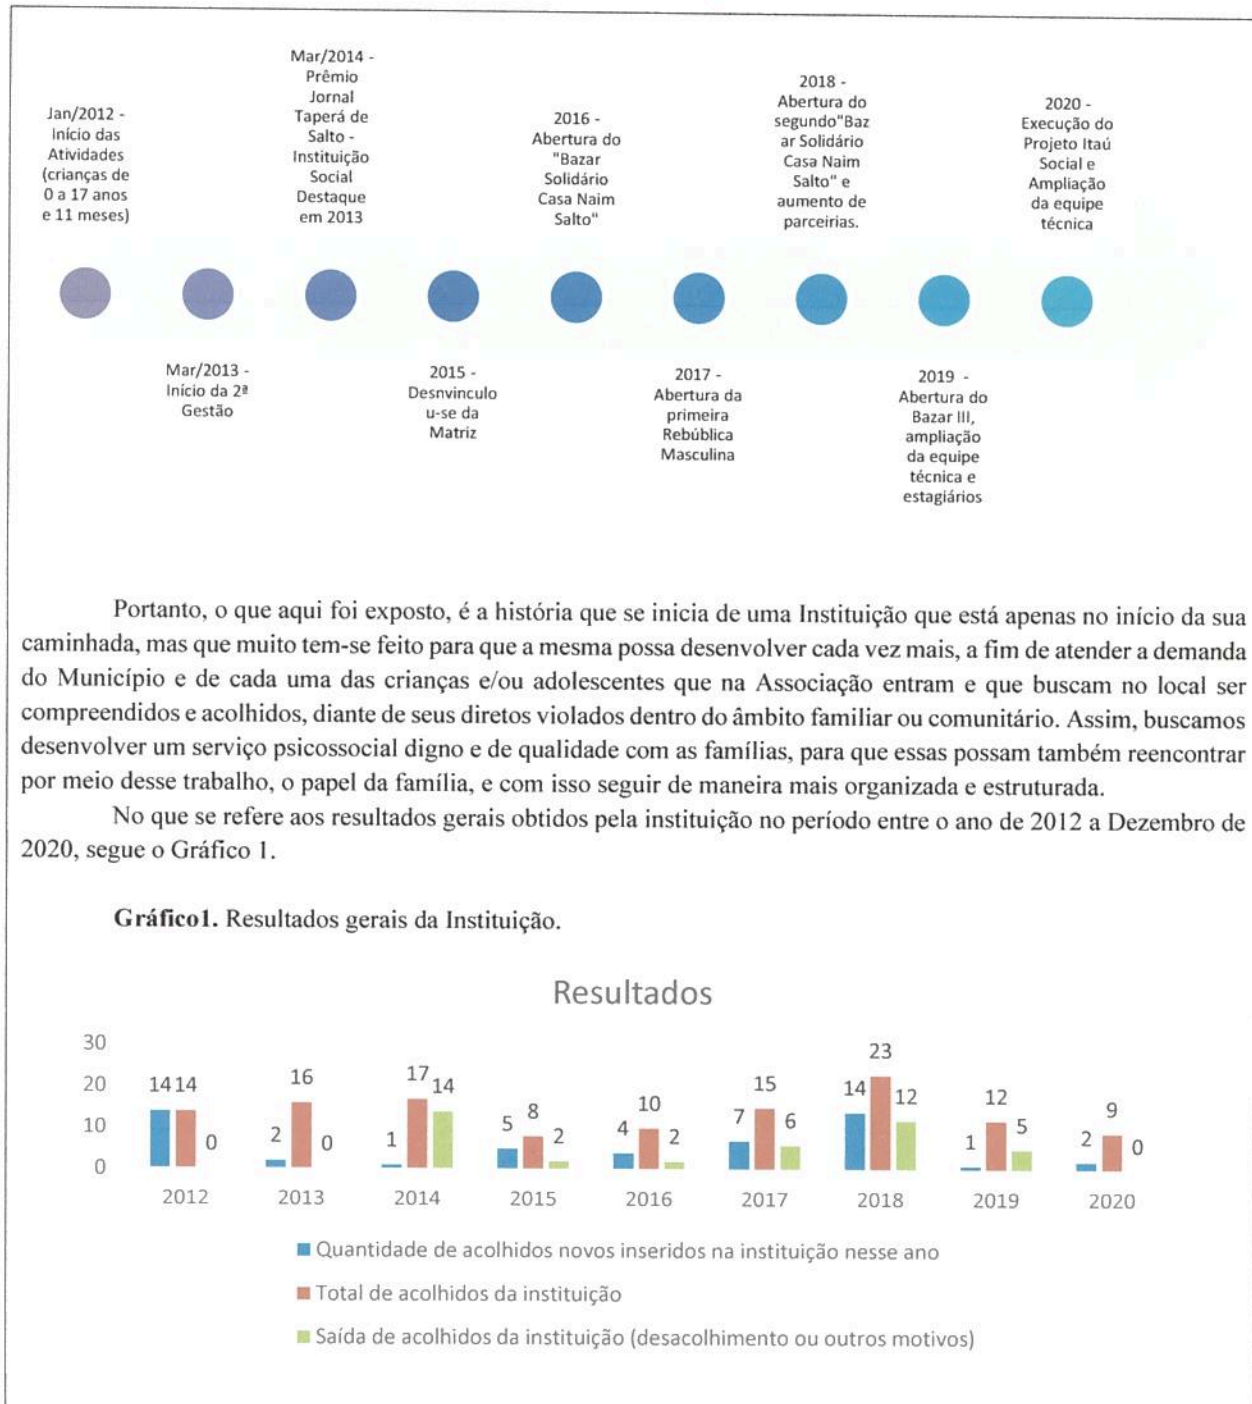 Jan/2012 -
Início das
Atividades
(crianças de
0 a 17 anos
e 11 meses)
Mar/2013 -
Início da 2ª
Gestão
Mar/2014 -
Prêmio
Jornal
Taperá de
Salto -
Instituição
Social
Destaque
em 2013
2015 -
Desnvinculo
u-se da
Matriz
2016 -
Abertura do
"Bazar
Solidário
Casa Naim
Salto"
2017 -
Abertura da
primeira
Rebública
Masculina
2018 -
Abertura do
segundo"Baz
ar Solidário
Casa Naim
Salto" e
aumento de
parceirias.
2019 -
Abertura do
Bazar III,
ampliação
da equipe
técnica e
estagiários
2020 -
Execução do
Projeto Itaú
Social e
Ampliação
da equipe
técnica
Portanto, o que aqui foi exposto, é a história que se inicia de uma Instituição que está apenas no início da sua
caminhada, mas que muito tem-se feito para que a mesma possa desenvolver cada vez mais, a fim de atender a demanda
do Município e de cada uma das crianças e/ou adolescentes que na Associação entram e que buscam no local ser
compreendidos e acolhidos, diante de seus diretos violados dentro do âmbito familiar ou comunitário. Assim, buscamos
desenvolver um serviço psicossocial digno e de qualidade com as famílias, para que essas possam também reencontrar
por meio desse trabalho, o papel da família, e com isso seguir de maneira mais organizada e estruturada.
No que se refere aos resultados gerais obtidos pela instituição no período entre o ano de 2012 a Dezembro de
2020, segue o Gráfico 1.
Gráfico1. Resultados gerais da Instituição.
Resultados
30
20
10
0
14 14 0
2 16 0
1 17 14
5 8 2
4 10 2
7 15 6
14 23 12
1 12 5
2 9 0
2012 2013 2014 2015 2016 2017 2018 2019 2020
Quantidade de acolhidos novos inseridos na instituição nesse ano
Total de acolhidos da instituição
Saída de acolhidos da instituição (desacolhimento ou outros motivos)